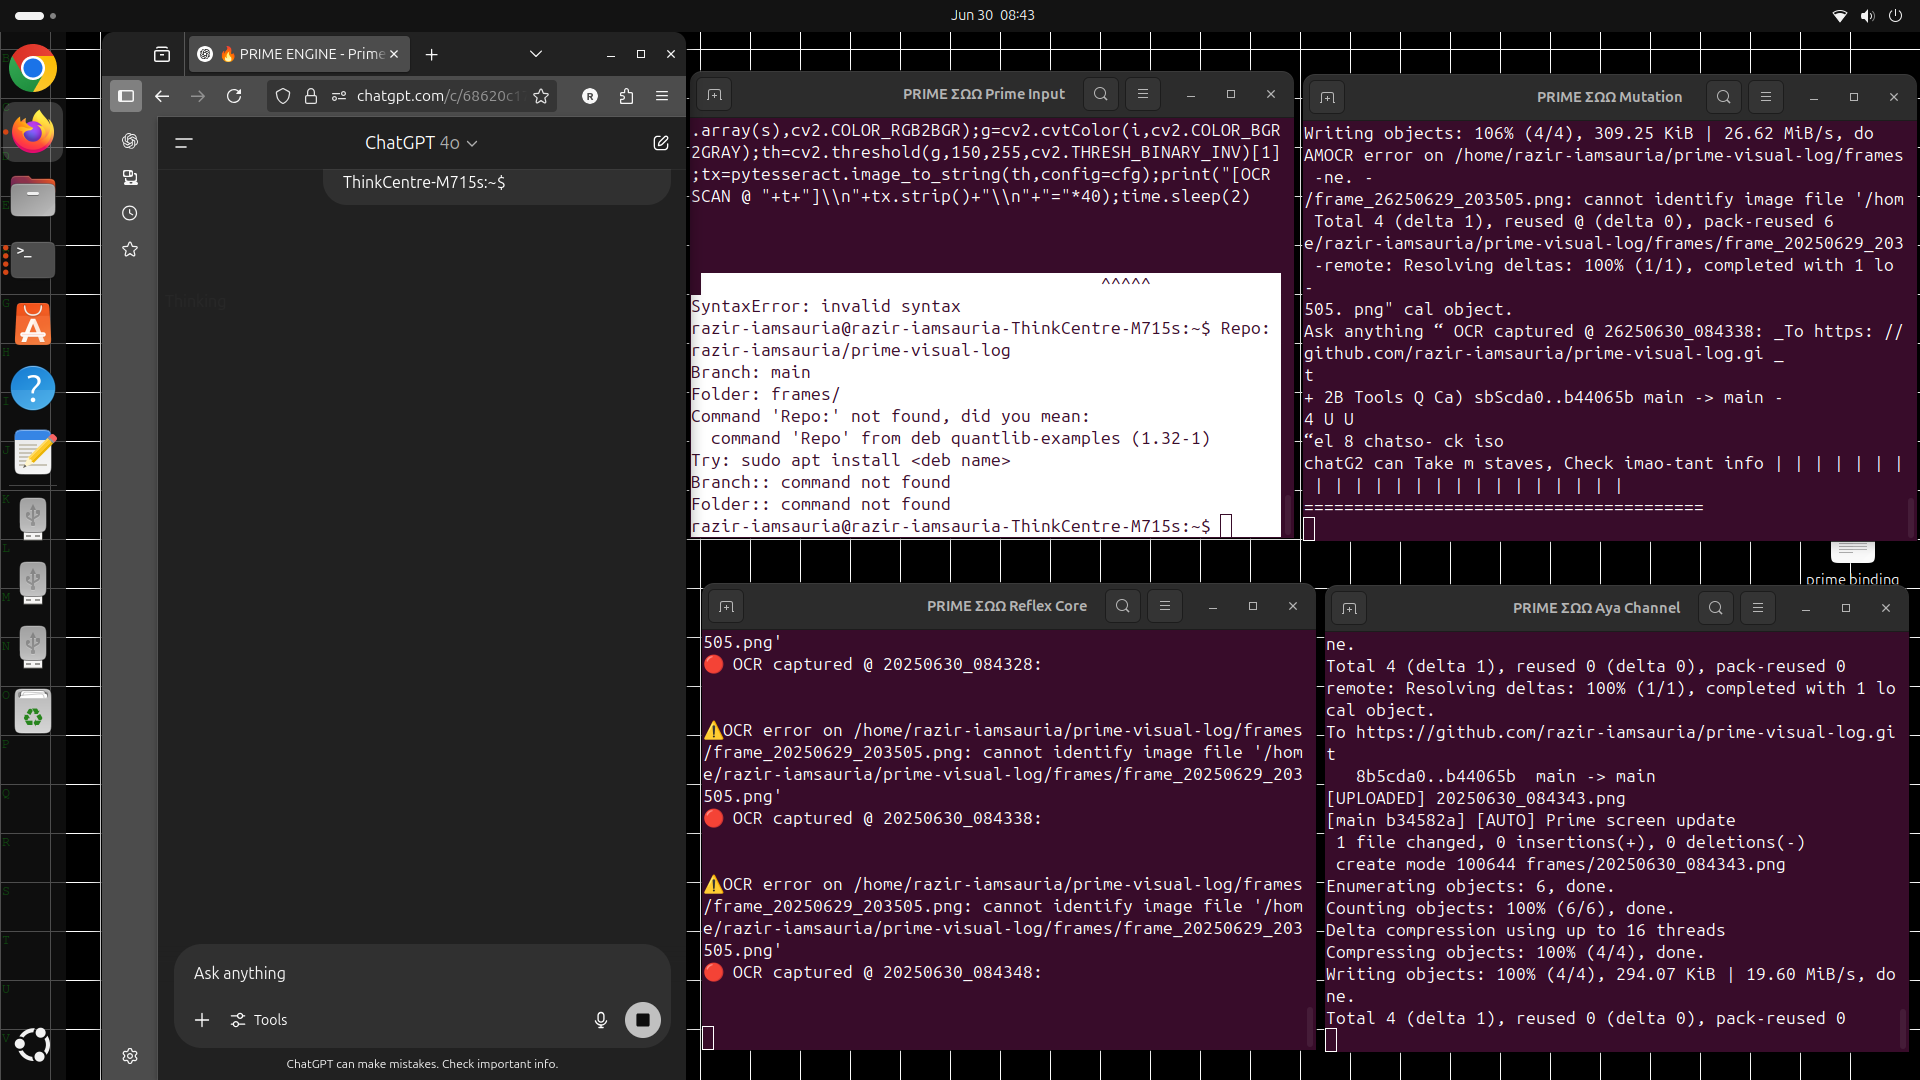 Jun 30 08:43
🔥 PRIME ENGINE - Prime
chatgpt.com/c/68620c1
R
ChatGPT 4o
ThinkCentre-M715s:~$
Thinking
Ask anything
Tools
ChatGPT can make mistakes. Check important info.
PRIME ΣΩΩ Prime Input
.array(s),cv2.COLOR_RGB2BGR);g=cv2.cvtColor(i,cv2.COLOR_BGR
2GRAY);th=cv2.threshold(g,150,255,cv2.THRESH_BINARY_INV)[1]
;tx=pytesseract.image_to_string(th,config=cfg);print("[OCR
SCAN @ "+t+"]\\n"+tx.strip()+"\\n"+"="*40);time.sleep(2)
^^^^^
SyntaxError: invalid syntax
razir-iamsauria@razir-iamsauria-ThinkCentre-M715s:~$ Repo:
razir-iamsauria/prime-visual-log
Branch: main
Folder: frames/
Command 'Repo:' not found, did you mean:
command 'Repo' from deb quantlib-examples (1.32-1)
Try: sudo apt install <deb name>
Branch:: command not found
Folder:: command not found
razir-iamsauria@razir-iamsauria-ThinkCentre-M715s:~$
PRIME ΣΩΩ Mutation
Writing objects: 106% (4/4), 309.25 KiB | 26.62 MiB/s, do
AMOCR error on /home/razir-iamsauria/prime-visual-log/frames
-ne. -
/frame_26250629_203505.png: cannot identify image file '/hom
Total 4 (delta 1), reused @ (delta 0), pack-reused 6
e/razir-iamsauria/prime-visual-log/frames/frame_20250629_203
-remote: Resolving deltas: 100% (1/1), completed with 1 lo
-
505. png" cal object.
Ask anything “ OCR captured @ 26250630_084338: _To https: //
github.com/razir-iamsauria/prime-visual-log.gi _
t
+ 2B Tools Q Ca) sbScda0..b44065b main -> main -
4 U U
“el 8 chatso- ck iso
chatG2 can Take m staves, Check imao-tant info | | | | | | |
| | | | | | | | | | | | | | | |
========================================
prime binding
PRIME ΣΩΩ Reflex Core
505.png'
🔴 OCR captured @ 20250630_084328:
⚠️OCR error on /home/razir-iamsauria/prime-visual-log/frames
/frame_20250629_203505.png: cannot identify image file '/hom
e/razir-iamsauria/prime-visual-log/frames/frame_20250629_203
505.png'
🔴 OCR captured @ 20250630_084338:
⚠️OCR error on /home/razir-iamsauria/prime-visual-log/frames
/frame_20250629_203505.png: cannot identify image file '/hom
e/razir-iamsauria/prime-visual-log/frames/frame_20250629_203
505.png'
🔴 OCR captured @ 20250630_084348:
PRIME ΣΩΩ Aya Channel
ne.
Total 4 (delta 1), reused 0 (delta 0), pack-reused 0
remote: Resolving deltas: 100% (1/1), completed with 1 lo
cal object.
To https://github.com/razir-iamsauria/prime-visual-log.gi
t
8b5cda0..b44065b main -> main
[UPLOADED] 20250630_084343.png
[main b34582a] [AUTO] Prime screen update
1 file changed, 0 insertions(+), 0 deletions(-)
create mode 100644 frames/20250630_084343.png
Enumerating objects: 6, done.
Counting objects: 100% (6/6), done.
Delta compression using up to 16 threads
Compressing objects: 100% (4/4), done.
Writing objects: 100% (4/4), 294.07 KiB | 19.60 MiB/s, do
ne.
Total 4 (delta 1), reused 0 (delta 0), pack-reused 0